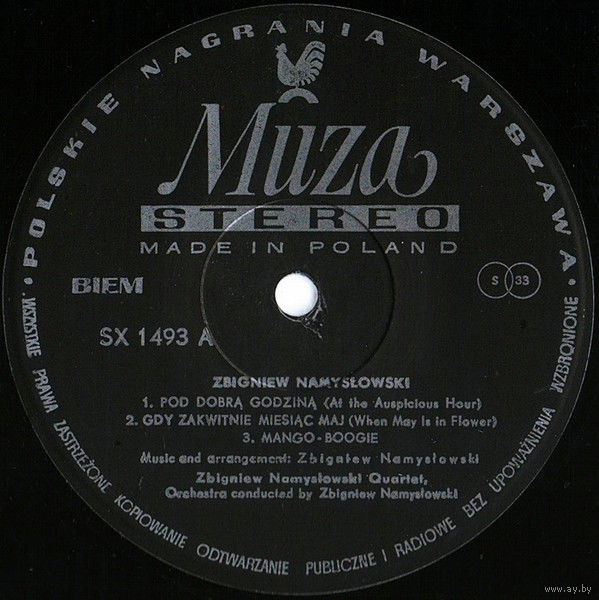 • POLSKIE NAGRANIA WARSZAWA •
Muza
STEREO
MADE IN POLAND
BIEM
S 33
SX 1493 A
ZBIGNIEW NAMYSŁOWSKI
1. POD DOBRĄ GODZINĄ (At the Auspicious Hour)
2. GDY ZAKWITNIE MIESIĄC MAJ (When May Is in Flower)
3. MANGO-BOOGIE
Music and arrangement: Zbigniew Namysłowski
Zbigniew Namysłowski Quartet,
Orchestra conducted by Zbigniew Namysłowski
WSZYSTKIE PRAWA ZASTRZEŻONE KOPIOWANIE ODTWARZANIE PUBLICZNE I RADIOWE BEZ UPOWAŻNIENIA WZBRONIONE
www.ay.by